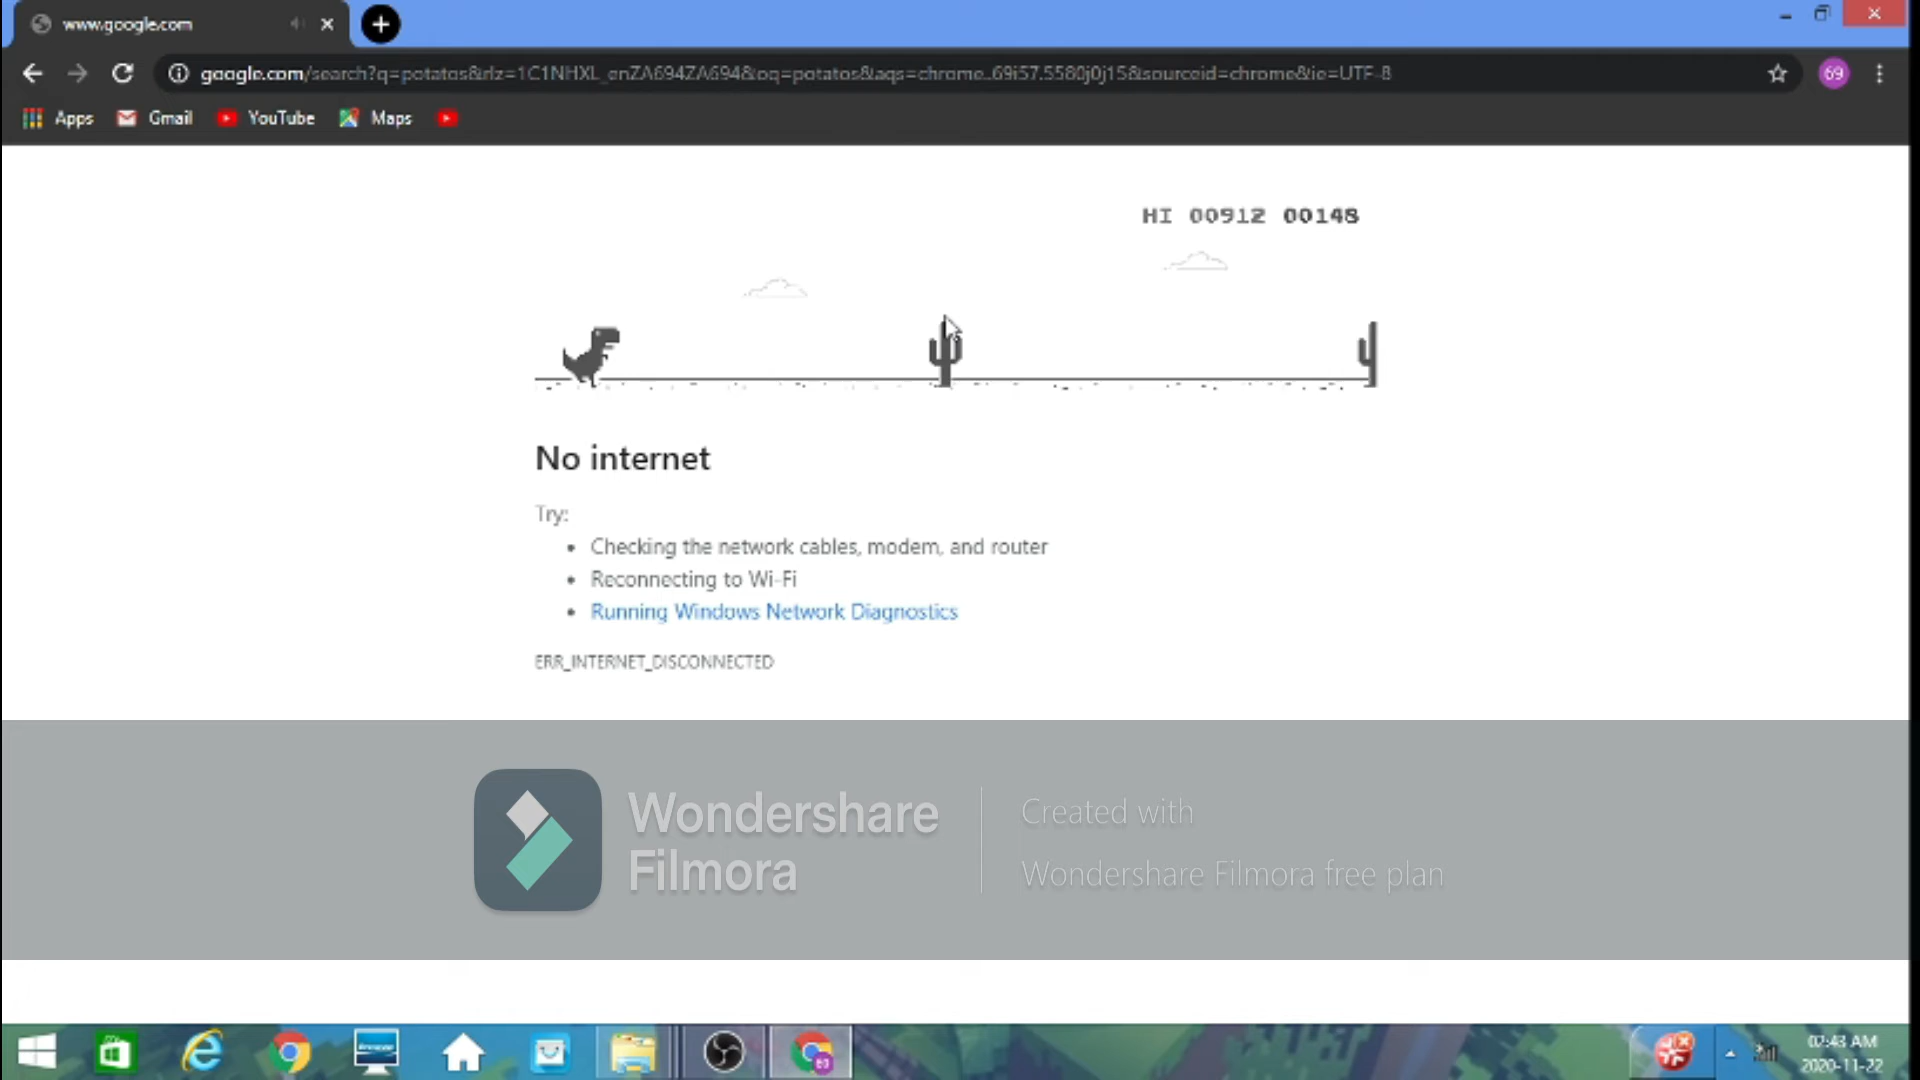 www.google.com
google.com/search?q=potatos&rlz=1C1NHXL_enZA694ZA694&oq=potatos&aqs=chrome..69i57.5580j0j15&sourceid=chrome&ie=UTF-8
69
Apps
Gmail
YouTube
Maps
HI 00912 00148
No internet
Try:
• Checking the network cables, modem, and router
• Reconnecting to Wi-Fi
• Running Windows Network Diagnostics
ERR_INTERNET_DISCONNECTED
Wondershare
Filmora
Created with
Wondershare Filmora free plan
02:43 AM
2020-11-22